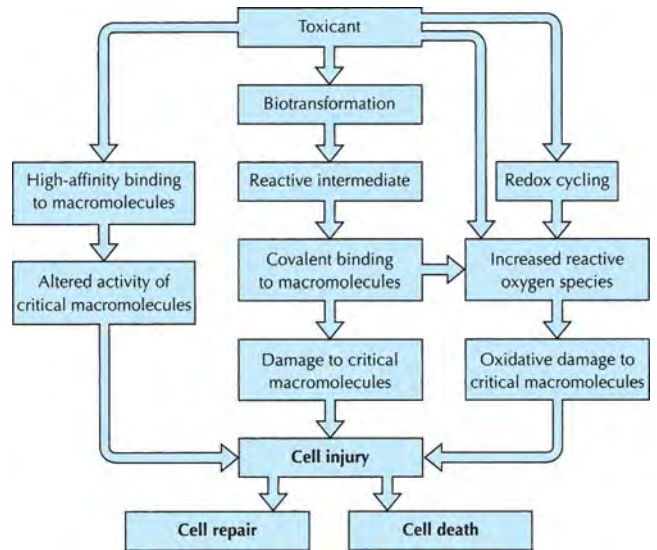 Toxicant
Biotransformation
High-affinity binding
to macromolecules
Reactive intermediate
Redox cycling
Altered activity of
critical macromolecules
Covalent binding
to macromolecules
Increased reactive
oxygen species
Damage to critical
macromolecules
Oxidative damage to
critical macromolecules
Cell injury
Cell repair
Cell death